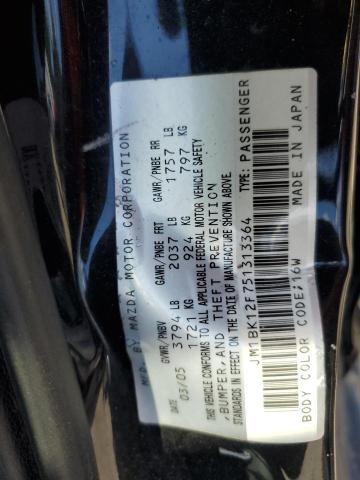 MFD. BY MAZDA MOTOR CORPORATION
GVWR/PNBV GAWR/PNBE FRT GAWR/PNBE RR
DATE 3794 LB 2037 LB 1757 LB
03/05 1721 KG 924 KG 797 KG
THIS VEHICLE CONFORMS TO ALL APPLICABLE FEDERAL MOTOR VEHICLE SAFETY
,BUMPER,AND THEFT PREVENTION
STANDARDS IN EFFECT ON THE DATE OF MANUFACTURE SHOWN ABOVE.
JM1BK12F751313364 TYPE: PASSENGER
BODY COLOR CODE;16W MADE IN JAPAN